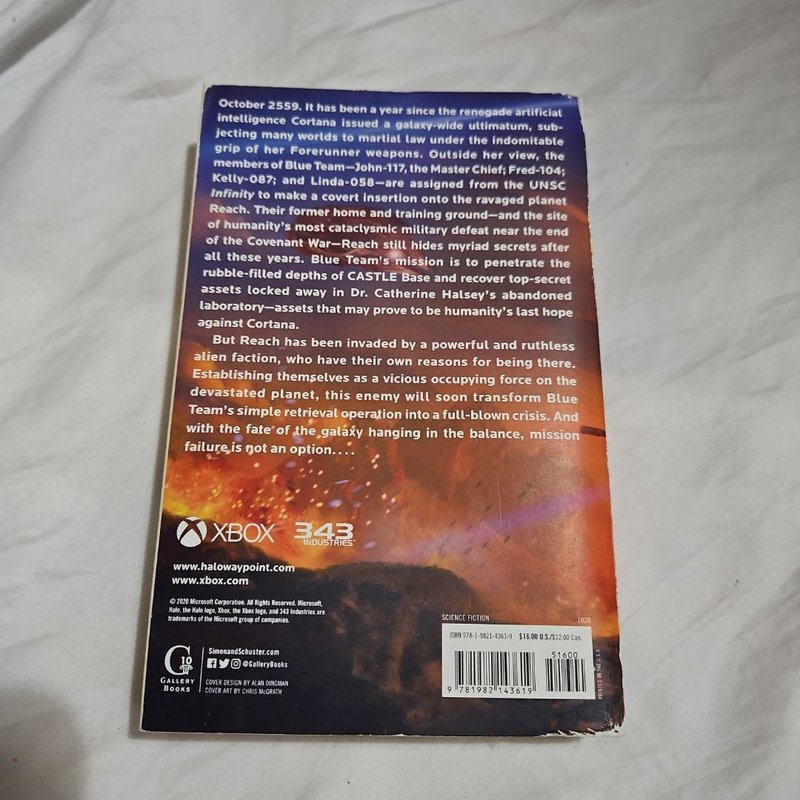 October 2559. It has been a year since the renegade artificial
intelligence Cortana issued a galaxy-wide ultimatum, sub-
jecting many worlds to martial law under the indomitable
grip of her Forerunner weapons. Outside her view, the
members of Blue Team—John-117, the Master Chief; Fred-104;
Kelly-087; and Linda-058—are assigned from the UNSC
Infinity to make a covert insertion onto the ravaged planet
Reach. Their former home and training ground—and the site
of humanity's most cataclysmic military defeat near the end
of the Covenant War—Reach still hides myriad secrets after
all these years. Blue Team's mission is to penetrate the
rubble-filled depths of CASTLE Base and recover top-secret
assets locked away in Dr. Catherine Halsey's abandoned
laboratory—assets that may prove to be humanity's last hope
against Cortana.
But Reach has been invaded by a powerful and ruthless
alien faction, who have their own reasons for being there.
Establishing themselves as a vicious occupying force on the
devastated planet, this enemy will soon transform Blue
Team's simple retrieval operation into a full-blown crisis. And
with the fate of the galaxy hanging in the balance, mission
failure is not an option....
XBOX 343
INDUSTRIES
www.halowaypoint.com
www.xbox.com
© 2020 Microsoft Corporation. All Rights Reserved. Microsoft,
Halo, the Halo logo, Xbox, the Xbox logo, and 343 Industries are
trademarks of the Microsoft group of companies.
G 10
GALLERY
BOOKS
SimonandSchuster.com
@GalleryBooks
COVER DESIGN BY ALAN DINGMAN
COVER ART BY CHRIS McGRATH
SCIENCE FICTION 1020
ISBN 978-1-9821-4361-9 $16.00 U.S./$22.00 Can.
51600
9 781982 143619
PRINTED IN THE U.S.A.